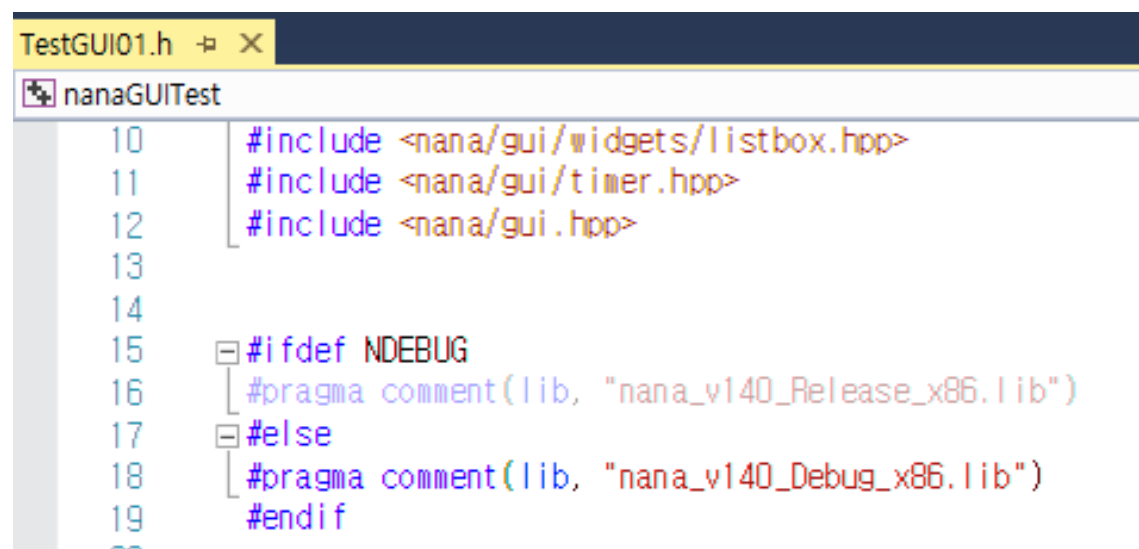 TestGUI01.h
nanaGUITest
10 #include <nana/gui/widgets/listbox.hpp>
11 #include <nana/gui/timer.hpp>
12 #include <nana/gui.hpp>
13
14
15 #ifdef NDEBUG
16 #pragma comment(lib, "nana_v140_Release_x86.lib")
17 #else
18 #pragma comment(lib, "nana_v140_Debug_x86.lib")
19 #endif